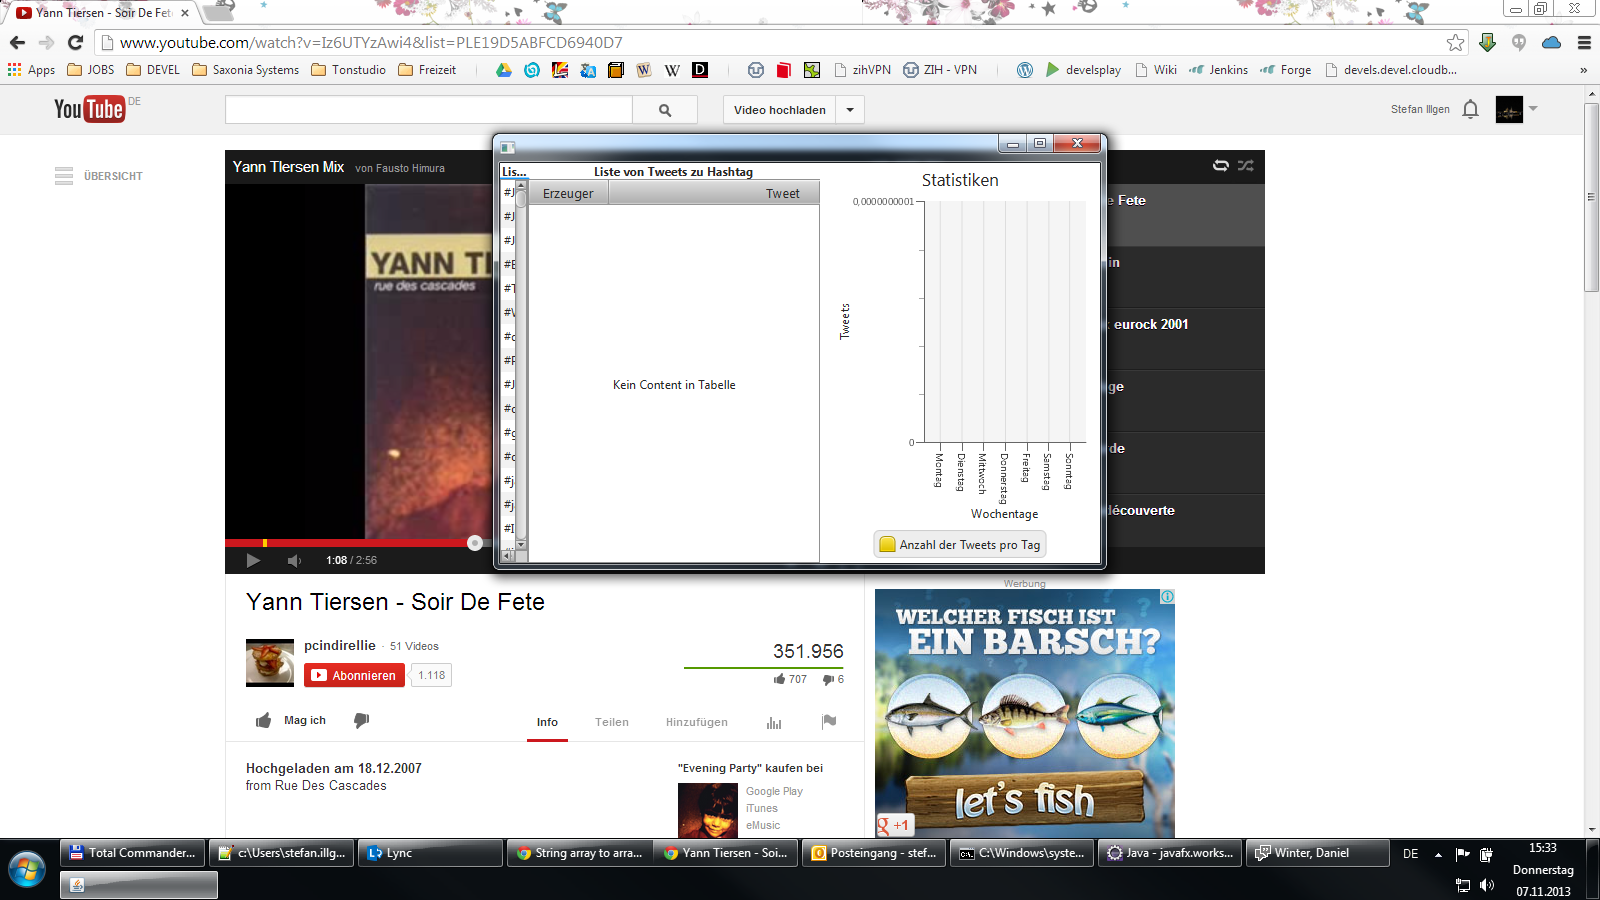 Yann Tiersen - Soir De Fet
www.youtube.com/watch?v=Iz6UTYzAwi4&list=PLE19D5ABFCD6940D7
Apps JOBS DEVEL Saxonia Systems Tonstudio Freizeit W W D zihVPN ZIH - VPN develsplay Wiki Jenkins Forge devels.devel.cloudb... »
YouTube DE
Video hochladen
Stefan Illgen
ÜBERSICHT
Yann TIersen Mix von Fausto Himura
YANN TI
rue des cascades
Lis...
Liste von Tweets zu Hashtag
Erzeuger Tweet
#J
#J
#J
#E
#T
#V
#c
#F
#J
#c
#g
#c
#j
#j
#I
Kein Content in Tabelle
Statistiken
0,0000000001
0
Tweets
Montag
Dienstag
Mittwoch
Donnerstag
Freitag
Samstag
Sonntag
Wochentage
Anzahl der Tweets pro Tag
e Fete
in
eurock 2001
ge
de
découverte
1:08 / 2:56
Yann Tiersen - Soir De Fete
pcindirellie · 51 Videos
Abonnieren 1.118
351.956
707 6
Mag ich
Info Teilen Hinzufügen
Hochgeladen am 18.12.2007
from Rue Des Cascades
"Evening Party" kaufen bei
Google Play
iTunes
eMusic
Werbung
WELCHER FISCH IST
EIN BARSCH?
let's fish
g +1
Total Commander... c:\Users\stefan.illg... Lync String array to arra... Yann Tiersen - Soi... Posteingang - stef... C:\Windows\syste... Java - javafx.works... Winter, Daniel
DE
15:33
Donnerstag
07.11.2013